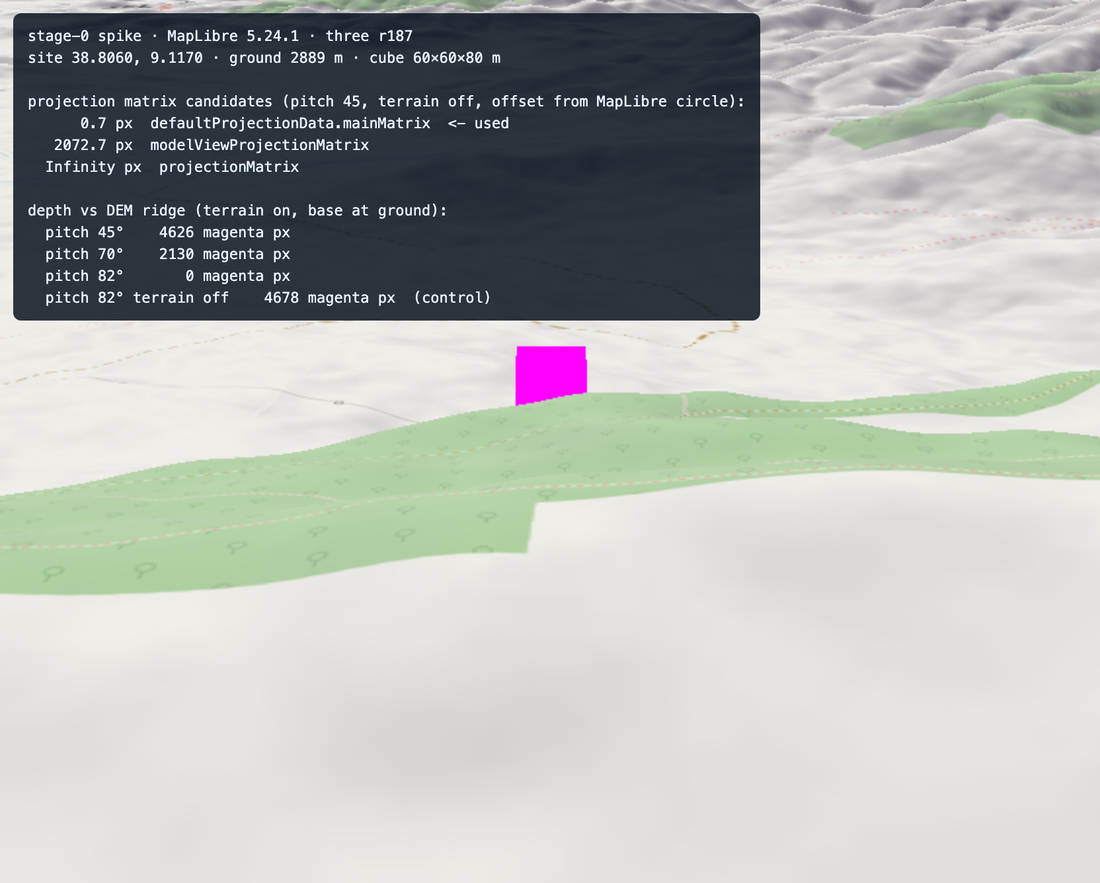 stage-0 spike · MapLibre 5.24.1 · three r187
site 38.8060, 9.1170 · ground 2889 m · cube 60×60×80 m
projection matrix candidates (pitch 45, terrain off, offset from MapLibre circle):
0.7 px  defaultProjectionData.mainMatrix  <- used
2072.7 px  modelViewProjectionMatrix
Infinity px  projectionMatrix
depth vs DEM ridge (terrain on, base at ground):
pitch 45°    4626 magenta px
pitch 70°    2130 magenta px
pitch 82°       0 magenta px
pitch 82° terrain off    4678 magenta px  (control)